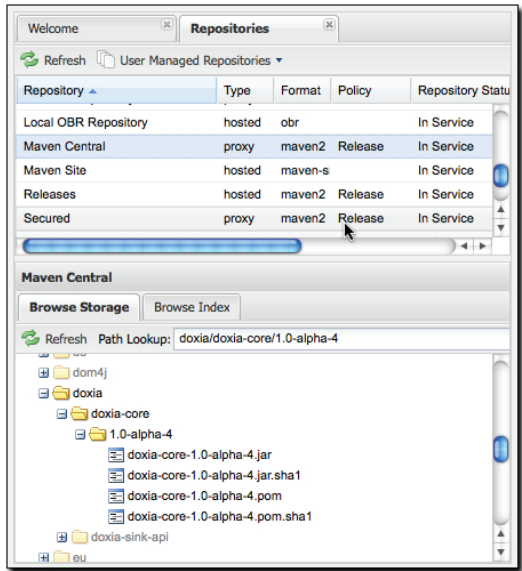 Welcome Repositories
Refresh User Managed Repositories
Repository Type Format Policy Repository Statu
Local OBR Repository hosted obr In Service
Maven Central proxy maven2 Release In Service
Maven Site hosted maven-s In Service
Releases hosted maven2 Release In Service
Secured proxy maven2 Release In Service
Maven Central
Browse Storage Browse Index
Refresh Path Lookup: doxia/doxia-core/1.0-alpha-4
dom4j
doxia
doxia-core
1.0-alpha-4
doxia-core-1.0-alpha-4.jar
doxia-core-1.0-alpha-4.jar.sha1
doxia-core-1.0-alpha-4.pom
doxia-core-1.0-alpha-4.pom.sha1
doxia-sink-api
eu